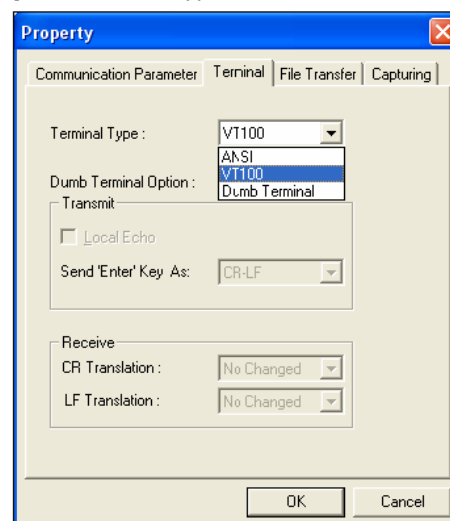 Property
Communication Parameter Terminal File Transfer Capturing
Terminal Type : VT100
ANSI
VT100
Dumb Terminal
Dumb Terminal Option :
Transmit
Local Echo
Send 'Enter' Key As: CR-LF
Receive
CR Translation : No Changed
LF Translation : No Changed
OK Cancel